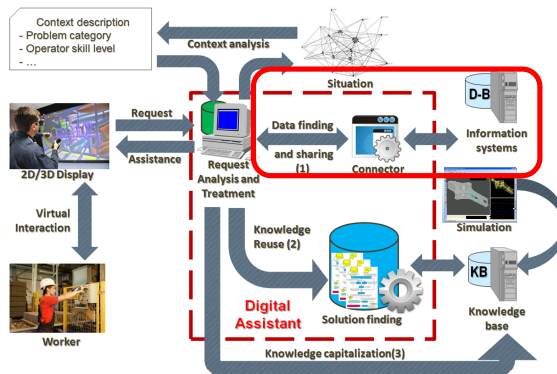 Context description
- Problem category
- Operator skill level
- ...
Context analysis
Situation
D-B
Information
systems
Request
Assistance
2D/3D Display
Request
Analysis and
Treatment
Data finding
and sharing
(1)
Connector
Simulation
Virtual
Interaction
Knowledge
Reuse (2)
Digital
Assistant
Solution finding
KB
Knowledge
base
Worker
Knowledge capitalization(3)